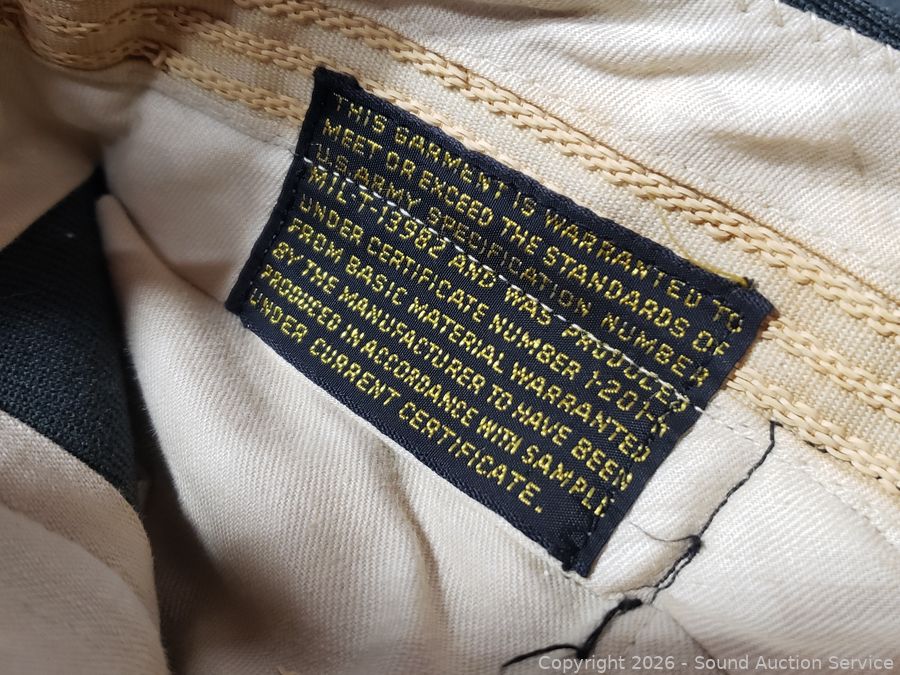 THIS GARMENT IS WARRANTED TO
MEET OR EXCEED THE STANDARDS OF
U.S. ARMY SPECIFICATION NUMBER
MIL-T-13982 AND WAS PRODUCED
UNDER CERTIFICATE NUMBER
FROM BASIC MATERIAL WARRANTED
BY THE MANUFACTURER TO HAVE BEEN
PRODUCED IN ACCORDANCE WITH SAMPLE
UNDER CURRENT CERTIFICATE.
Copyright © 2026 - Sound Auction Service